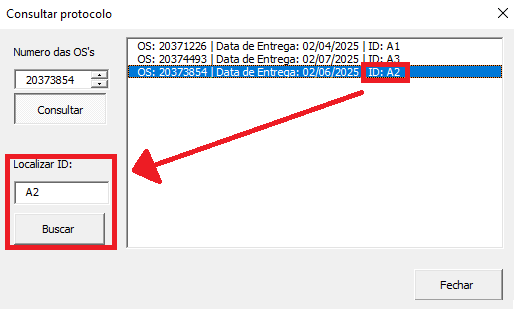 Consultar protocolo
Numero das OS's
20373854
Consultar
Localizar ID:
A2
Buscar
OS: 20371226 | Data de Entrega: 02/04/2025 | ID: A1
OS: 20374493 | Data de Entrega: 02/07/2025 | ID: A3
OS: 20373854 | Data de Entrega: 02/06/2025 | ID: A2
Fechar